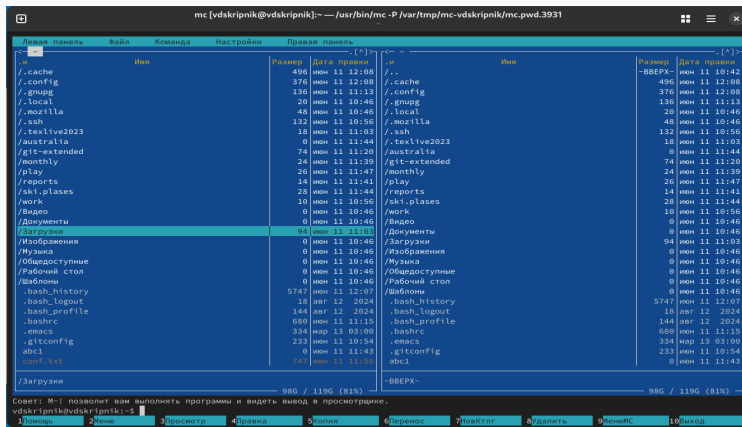 mc [vdskripnik@vdskripnik]:~ — /usr/bin/mc -P /var/tmp/mc-vdskripnik/mc.pwd.3931
Левая панель Файл Команда Настройки Правая панель
<─ ~ .[^]>
.и Имя Размер Дата правки
/.cache 496 июн 11 12:08
/.config 376 июн 11 12:08
/.gnupg 136 июн 11 11:13
/.local 20 июн 11 10:46
/.mozilla 48 июн 11 10:46
/.ssh 132 июн 11 10:56
/.texlive2023 18 июн 11 11:03
/australia 0 июн 11 11:44
/git-extended 74 июн 11 11:20
/monthly 24 июн 11 11:39
/play 26 июн 11 11:47
/reports 14 июн 11 11:41
/ski.plases 28 июн 11 11:44
/work 10 июн 11 10:56
/Видео 0 июн 11 10:46
/Документы 0 июн 11 10:46
/Загрузки 94 июн 11 11:03
/Изображения 0 июн 11 10:46
/Музыка 0 июн 11 10:46
/Общедоступные 0 июн 11 10:46
/Рабочий стол 0 июн 11 10:46
/Шаблоны 0 июн 11 10:46
.bash_history 5747 июн 11 12:07
.bash_logout 18 авг 12 2024
.bash_profile 144 авг 12 2024
.bashrc 680 июн 11 11:15
.emacs 334 мар 13 03:00
.gitconfig 233 июн 11 10:54
abc1 0 июн 11 11:43
conf.txt 747 июн 11 11:56
/Загрузки
98G / 119G (81%)
<─ ~ .[^]>
.и Имя Размер Дата правки
/.. -ВВЕРХ- июн 11 10:42
/.cache 496 июн 11 12:08
/.config 376 июн 11 12:08
/.gnupg 136 июн 11 11:13
/.local 20 июн 11 10:46
/.mozilla 48 июн 11 10:46
/.ssh 132 июн 11 10:56
/.texlive2023 18 июн 11 11:03
/australia 0 июн 11 11:44
/git-extended 74 июн 11 11:20
/monthly 24 июн 11 11:39
/play 26 июн 11 11:47
/reports 14 июн 11 11:41
/ski.plases 28 июн 11 11:44
/work 10 июн 11 10:56
/Видео 0 июн 11 10:46
/Документы 0 июн 11 10:46
/Загрузки 94 июн 11 11:03
/Изображения 0 июн 11 10:46
/Музыка 0 июн 11 10:46
/Общедоступные 0 июн 11 10:46
/Рабочий стол 0 июн 11 10:46
/Шаблоны 0 июн 11 10:46
.bash_history 5747 июн 11 12:07
.bash_logout 18 авг 12 2024
.bash_profile 144 авг 12 2024
.bashrc 680 июн 11 11:15
.emacs 334 мар 13 03:00
.gitconfig 233 июн 11 10:54
abc1 0 июн 11 11:43
-ВВЕРХ-
98G / 119G (81%)
Совет: M-! позволит вам выполнять программы и видеть вывод в просмотрщике.
vdskripnik@vdskripnik:~$
1Помощь 2Меню 3Просмотр 4Правка 5Копия 6Перенос 7НовКтлг 8Удалить 9МенюMC 10Выход